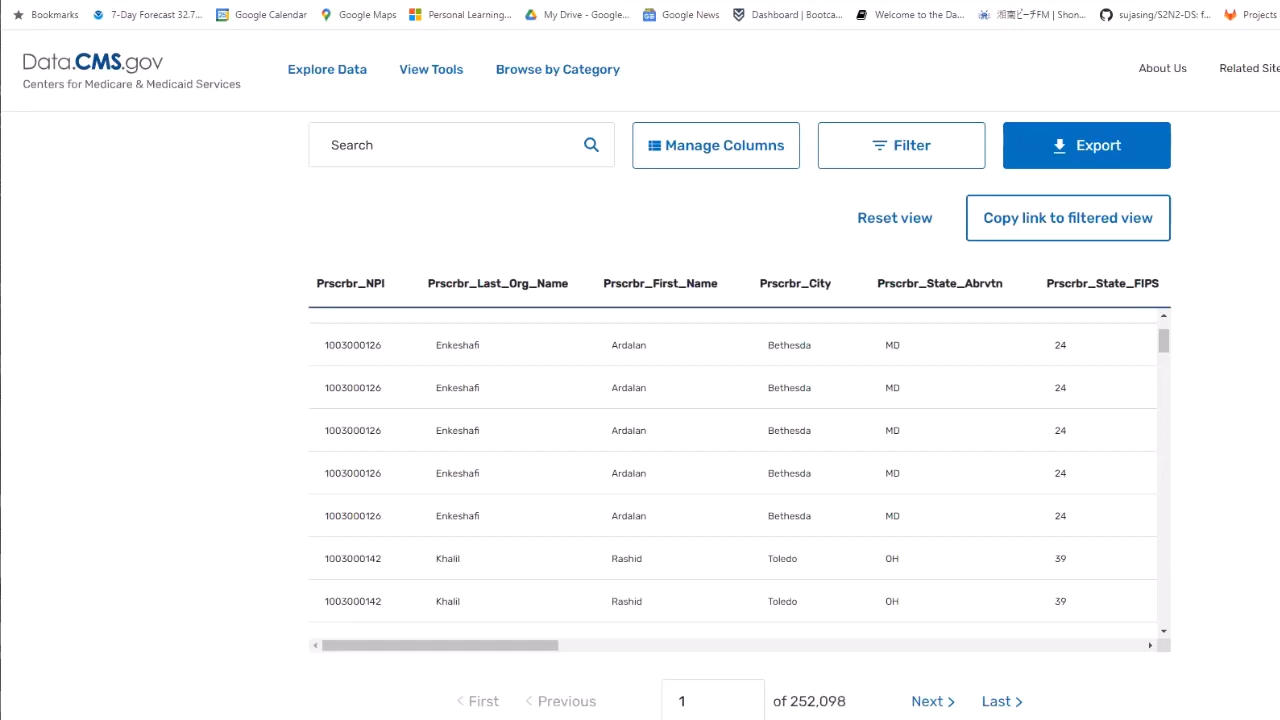 Bookmarks 7-Day Forecast 32.7... Google Calendar Google Maps Personal Learning... My Drive - Google... Google News Dashboard | Bootca... Welcome to the Da... 湘南ビーチFM | Shon... sujasing/S2N2-DS: f... Projects
Data.CMS.gov
Centers for Medicare & Medicaid Services
Explore Data View Tools Browse by Category
About Us Related Site
Search Manage Columns Filter Export
Reset view Copy link to filtered view
Prscrbr_NPI Prscrbr_Last_Org_Name Prscrbr_First_Name Prscrbr_City Prscrbr_State_Abrvtn Prscrbr_State_FIPS
1003000126 Enkeshafi Ardalan Bethesda MD 24
1003000126 Enkeshafi Ardalan Bethesda MD 24
1003000126 Enkeshafi Ardalan Bethesda MD 24
1003000126 Enkeshafi Ardalan Bethesda MD 24
1003000126 Enkeshafi Ardalan Bethesda MD 24
1003000142 Khalil Rashid Toledo OH 39
1003000142 Khalil Rashid Toledo OH 39
First Previous 1 of 252,098 Next Last